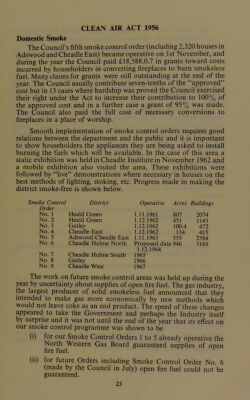 CLEAN AIR ACT 1956
Domestic Smoke
The Council's fifth smoke control order (including 2,320 houses in
Adswood and Cheadle East) became operative on 1st November, and
during the year the Council paid £18,588.0.7 in grants toward costs
incurred by householders in converting fireplaces to burn smokeless
fuel. Many claims for grants were still outstanding at the end of the
year. The Council usually contribute seven-tenths of the "approved"
cost but in 13 cases where hardship was proved the Council exercised
their right under the Act to increase their contribution to 100% of
the approved cost and in a further case a grant of 95% was made.
The Council also paid the full cost of necessary conversions to
fireplaces in a place of worship.
Smooth implementation of smoke control orders requires good
relations between the department and the public and it is important
to show householders the appliances they are being asked to install
burning the fuels which will be available. In the case of this area a
static exhibition was held in Cheadle Institute in November 1962 and
a mobile exhibition also visited the area. These exhibitions were
followed by "live" demonstrations where necessary in houses on the
best methods of lighting, stoking, etc. Progress made in making the
district smoke-free is shown below.
Smoke Control Order District Operative Acres Buildings
No. 1 Heald Green 1.11.1961 807 2074
No. 2 Heald Green 1.12.1962 451 1143
No. 3 Gatley 1.12.1962 100.4 472
No. 4 Cheadle East 1.12.1962 134 615
No. 5 Adswood/Cheadle East 1.11.1963 555 2384
No. 6 Cheadle Hulme North Proposed date 946 3169
1.12.1964
No. 7 Cheadle Hulme South 1965
No. 8 Gatley 1966
No. 9 Cheadle West 1967
The work on future smoke control areas was held up during the
year by uncertainty about supplies of open fire fuel. The gas industry,
the largest producer of solid smokeless fuel announced that they
intended to make gas more economically by new methods which
would not leave coke as an end product. The speed of these changes
appeared to take the Government and perhaps the Industry itself
by surprise and it was not until the end of the year that its effect on
our smoke control programme was shown to be
(i) for our Smoke Control Orders 1 to 5 already operative the
North Western Gas Board guaranteed supplies of open
fire fuel.
(ii) for future Orders including Smoke Control Order No. 6
(made by the Council in July) open fire fuel could not be
guaranteed.
23